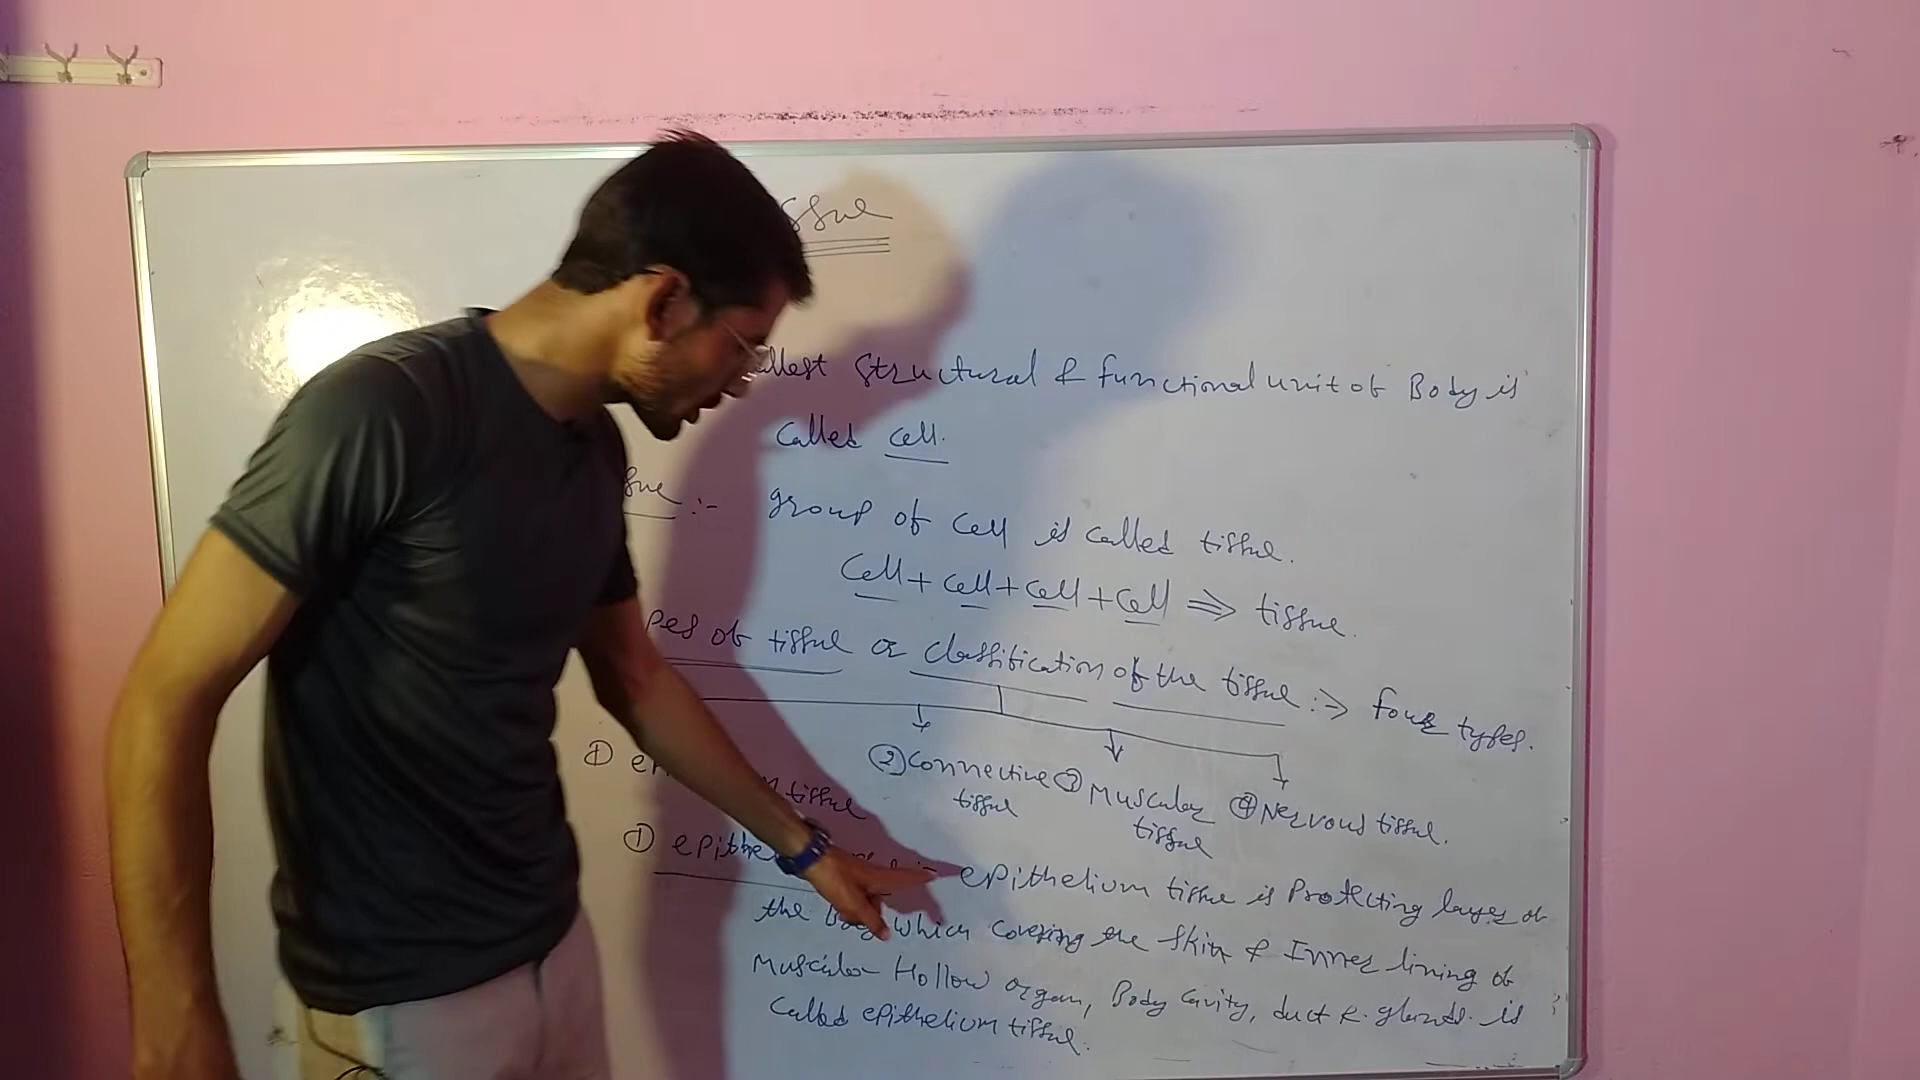 ssue
allest Structural & functional unit of Body is
called cell.
sue :- group of cell is called tissue.
Cell + cell + cell + cell ⇒ tissue.
pes of tissue or classification of the tissue :→ four types.
① ② Connective tissue ③ Muscular tissue ④ Nervous tissue.
tissue
① epithe :- epithelium tissue is Protecting layer of
the Body which covering the skin & Inner lining of
Muscular Hollow organ, Body Cavity, duct & glands. is
Called epithelium tissue.